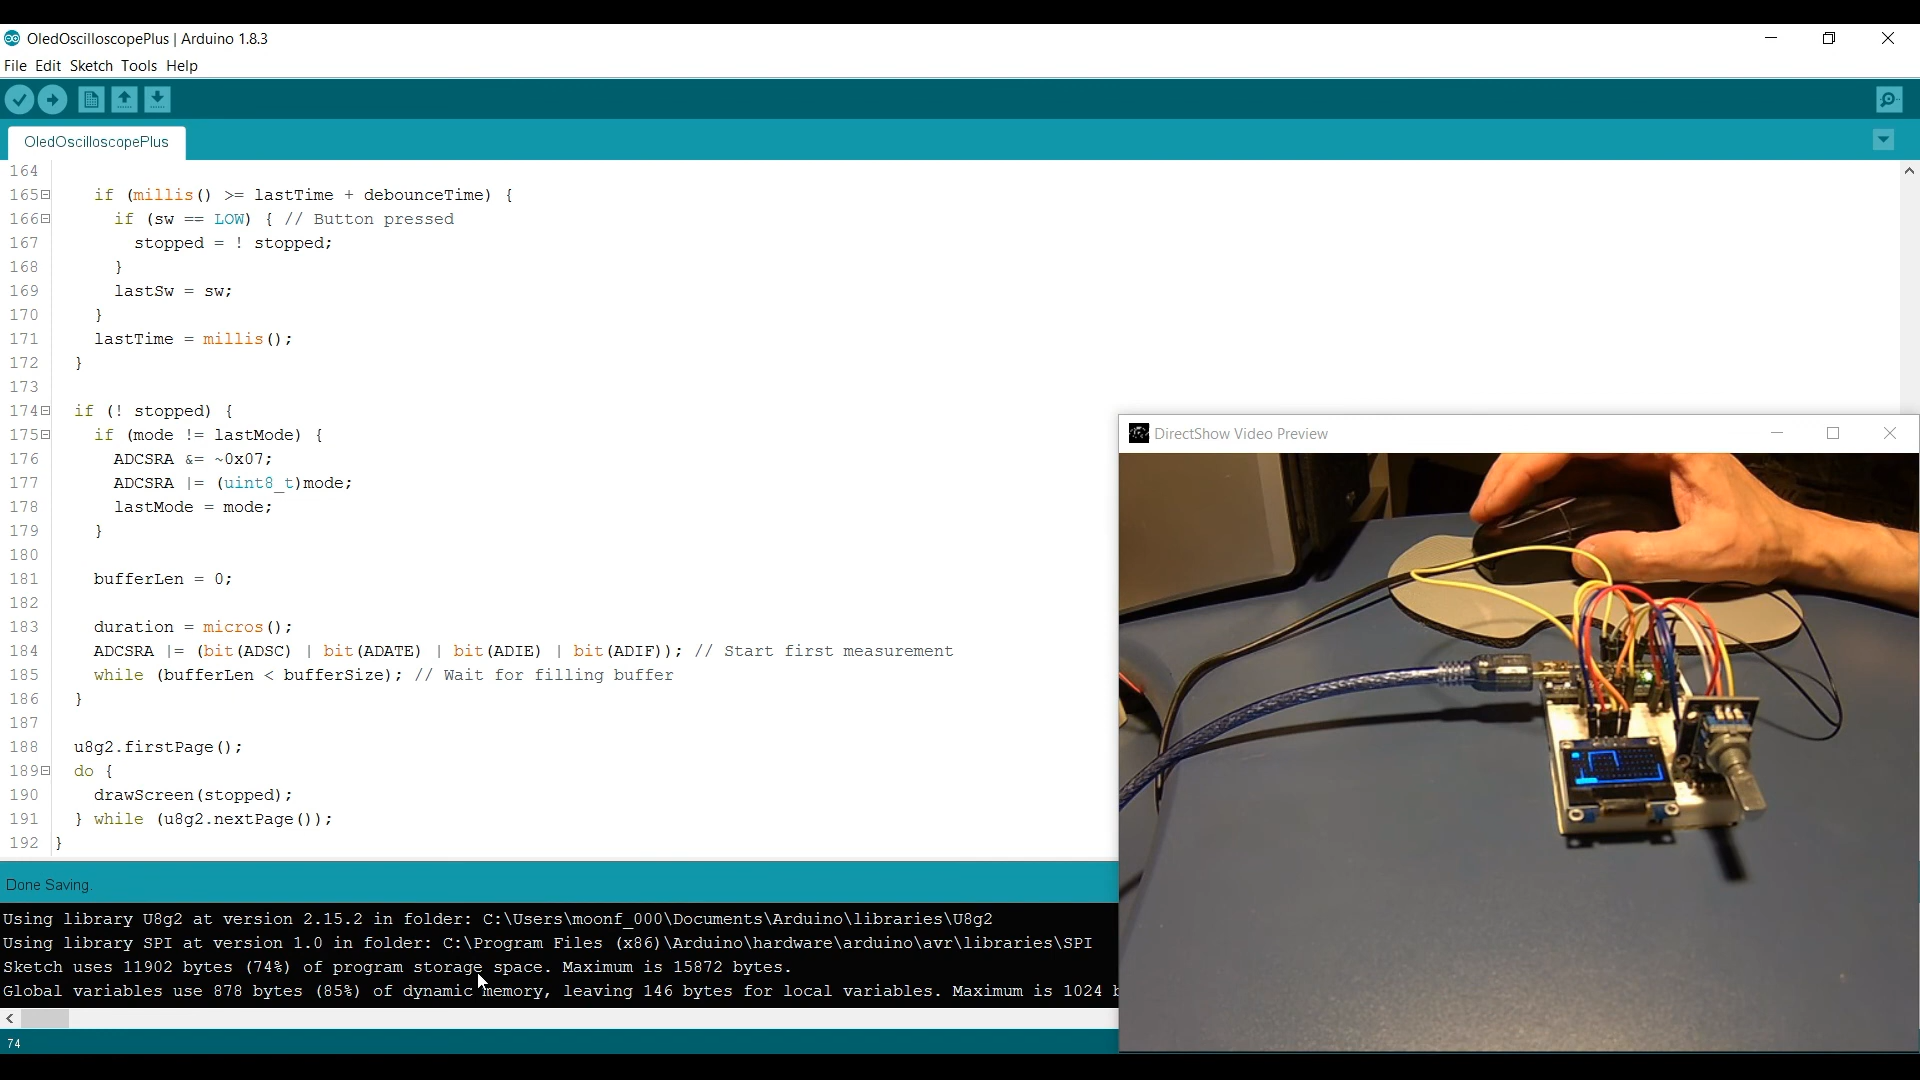 OledOscilloscopePlus | Arduino 1.8.3
File Edit Sketch Tools Help
OledOscilloscopePlus
164
165 if (millis() >= lastTime + debounceTime) {
166 if (sw == LOW) { // Button pressed
167 stopped = ! stopped;
168 }
169 lastSw = sw;
170 }
171 lastTime = millis();
172 }
173
174 if (! stopped) {
175 if (mode != lastMode) {
176 ADCSRA &= ~0x07;
177 ADCSRA |= (uint8_t)mode;
178 lastMode = mode;
179 }
180
181 bufferLen = 0;
182
183 duration = micros();
184 ADCSRA |= (bit(ADSC) | bit(ADATE) | bit(ADIE) | bit(ADIF)); // Start first measurement
185 while (bufferLen < bufferSize); // Wait for filling buffer
186 }
187
188 u8g2.firstPage();
189 do {
190 drawScreen(stopped);
191 } while (u8g2.nextPage());
192 }
DirectShow Video Preview
Done Saving.
Using library U8g2 at version 2.15.2 in folder: C:\Users\moonf_000\Documents\Arduino\libraries\U8g2
Using library SPI at version 1.0 in folder: C:\Program Files (x86)\Arduino\hardware\arduino\avr\libraries\SPI
Sketch uses 11902 bytes (74%) of program storage space. Maximum is 15872 bytes.
Global variables use 878 bytes (85%) of dynamic memory, leaving 146 bytes for local variables. Maximum is 1024 b
74